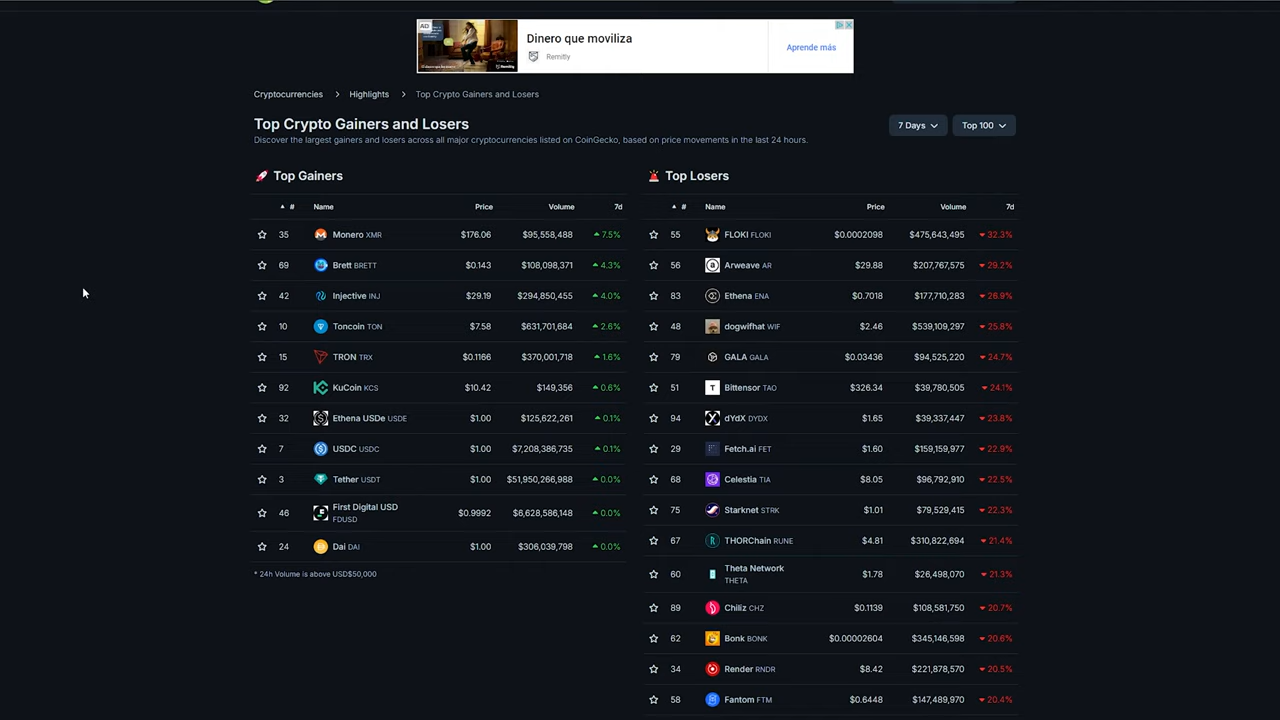 AD
Dinero que moviliza
Remitly
Aprende más
Cryptocurrencies > Highlights > Top Crypto Gainers and Losers
Top Crypto Gainers and Losers
7 Days
Top 100
Discover the largest gainers and losers across all major cryptocurrencies listed on CoinGecko, based on price movements in the last 24 hours.
Top Gainers
# Name Price Volume 7d
35 Monero XMR $176.06 $95,558,488 7.5%
69 Brett BRETT $0.143 $108,098,371 4.3%
42 Injective INJ $29.19 $294,850,455 4.0%
10 Toncoin TON $7.58 $631,701,684 2.6%
15 TRON TRX $0.1166 $370,001,718 1.6%
92 KuCoin KCS $10.42 $149,356 0.6%
32 Ethena USDe USDE $1.00 $125,622,261 0.1%
7 USDC USDC $1.00 $7,208,386,735 0.1%
3 Tether USDT $1.00 $51,950,266,988 0.0%
46 First Digital USD $0.9992 $6,628,586,148 0.0%
FDUSD
24 Dai DAI $1.00 $306,039,798 0.0%
* 24h Volume is above USD$50,000
Top Losers
# Name Price Volume 7d
55 FLOKI FLOKI $0.0002098 $475,643,495 32.3%
56 Arweave AR $29.88 $207,767,575 29.2%
83 Ethena ENA $0.7018 $177,710,283 26.9%
48 dogwifhat WIF $2.46 $539,109,297 25.8%
79 GALA GALA $0.03436 $94,525,220 24.7%
51 Bittensor TAO $326.34 $39,780,505 24.1%
94 dYdX DYDX $1.65 $39,337,447 23.8%
29 Fetch.ai FET $1.60 $159,159,977 22.9%
68 Celestia TIA $8.05 $96,792,910 22.5%
75 Starknet STRK $1.01 $79,529,415 22.3%
67 THORChain RUNE $4.81 $310,822,694 21.4%
60 Theta Network $1.78 $26,498,070 21.3%
THETA
89 Chiliz CHZ $0.1139 $108,581,750 20.7%
62 Bonk BONK $0.00002604 $345,146,598 20.6%
34 Render RNDR $8.42 $221,878,570 20.5%
58 Fantom FTM $0.6448 $147,489,970 20.4%